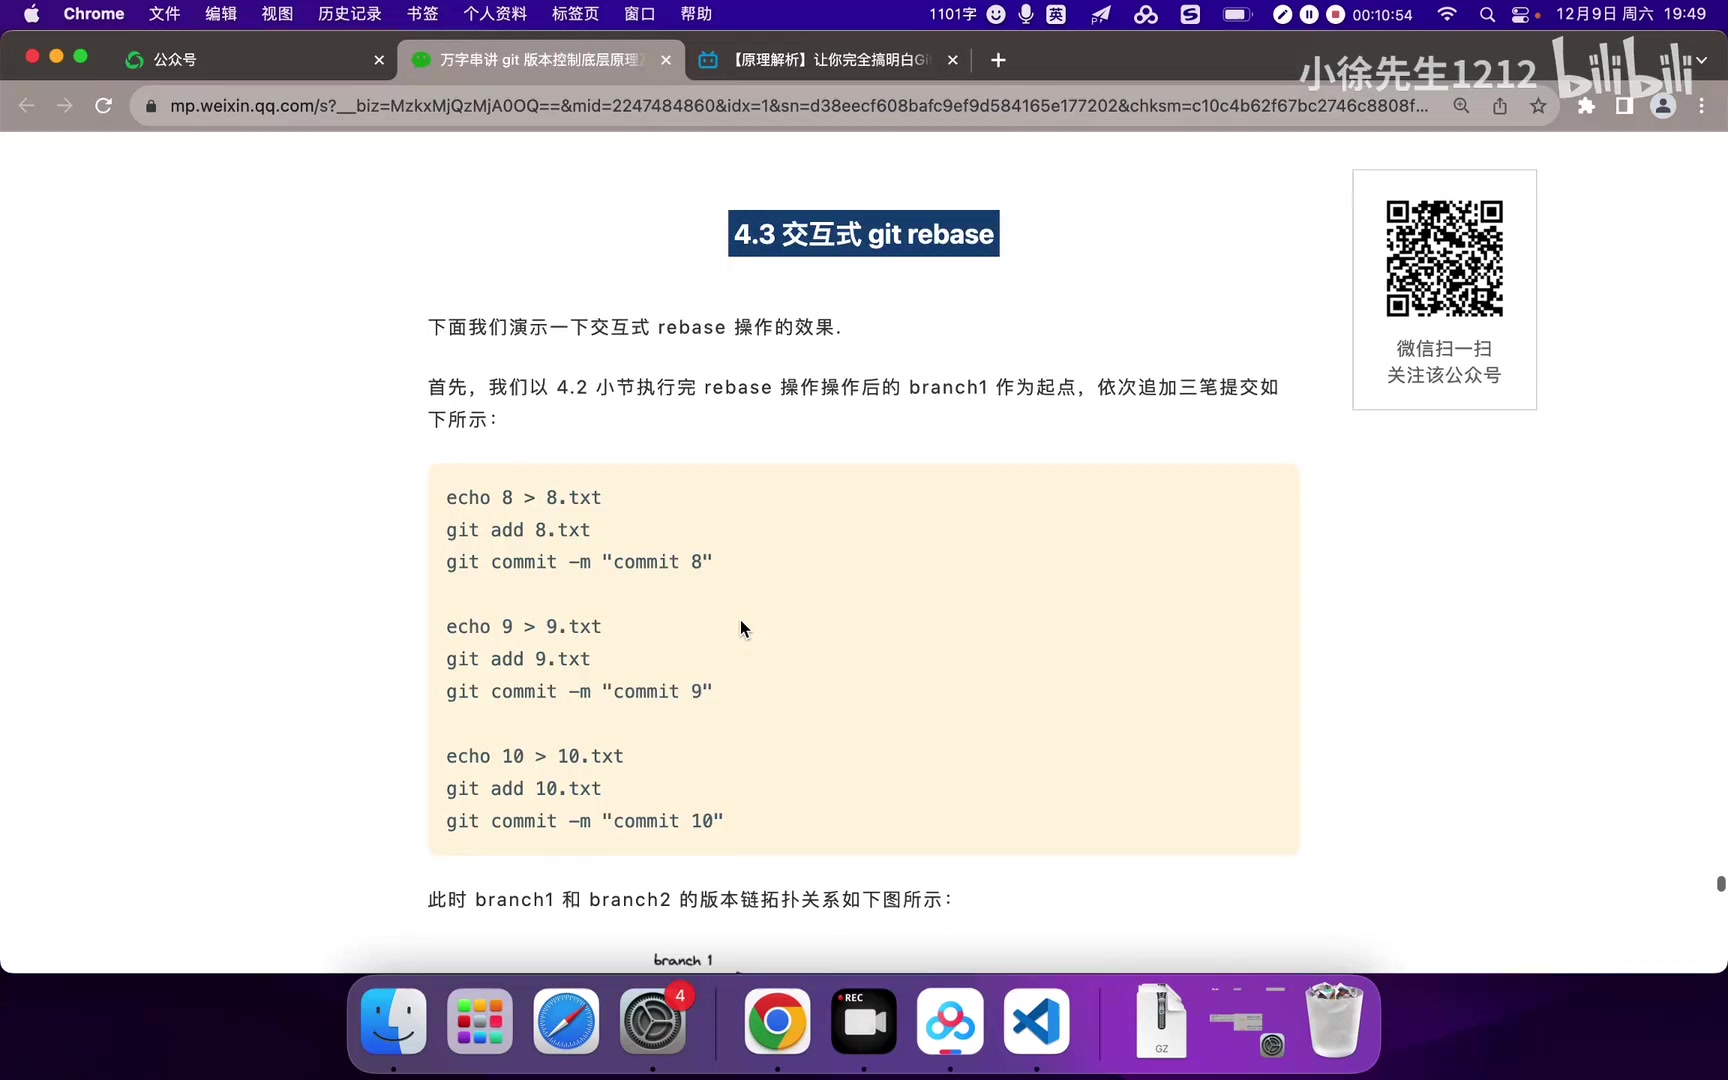 Chrome 文件 编辑 视图 历史记录 书签 个人资料 标签页 窗口 帮助 1101字 英 00:10:54 12月9日 周六 19:49
公众号 万字串讲 git 版本控制底层原理 【原理解析】让你完全搞明白Gi
小徐先生1212 bilibili
mp.weixin.qq.com/s?__biz=MzkxMjQzMjA0OQ==&mid=2247484860&idx=1&sn=d38eecf608bafc9ef9d584165e177202&chksm=c10c4b62f67bc2746c8808f...
4.3 交互式 git rebase
微信扫一扫
关注该公众号
下面我们演示一下交互式 rebase 操作的效果.
首先，我们以 4.2 小节执行完 rebase 操作操作后的 branch1 作为起点，依次追加三笔提交如
下所示：
echo 8 > 8.txt
git add 8.txt
git commit -m "commit 8"
echo 9 > 9.txt
git add 9.txt
git commit -m "commit 9"
echo 10 > 10.txt
git add 10.txt
git commit -m "commit 10"
此时 branch1 和 branch2 的版本链拓扑关系如下图所示：
branch 1
4
REC
GZ